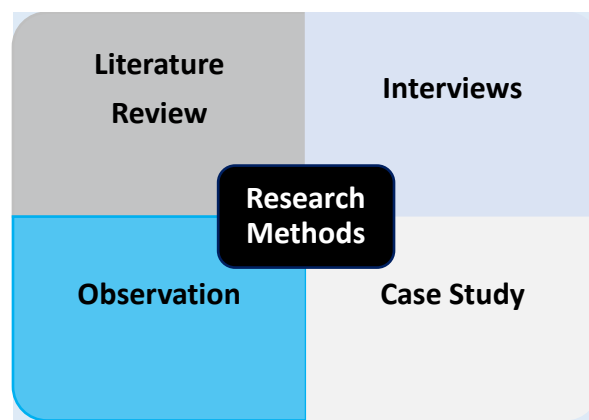 Literature
Review
Interviews
Research
Methods
Observation
Case Study